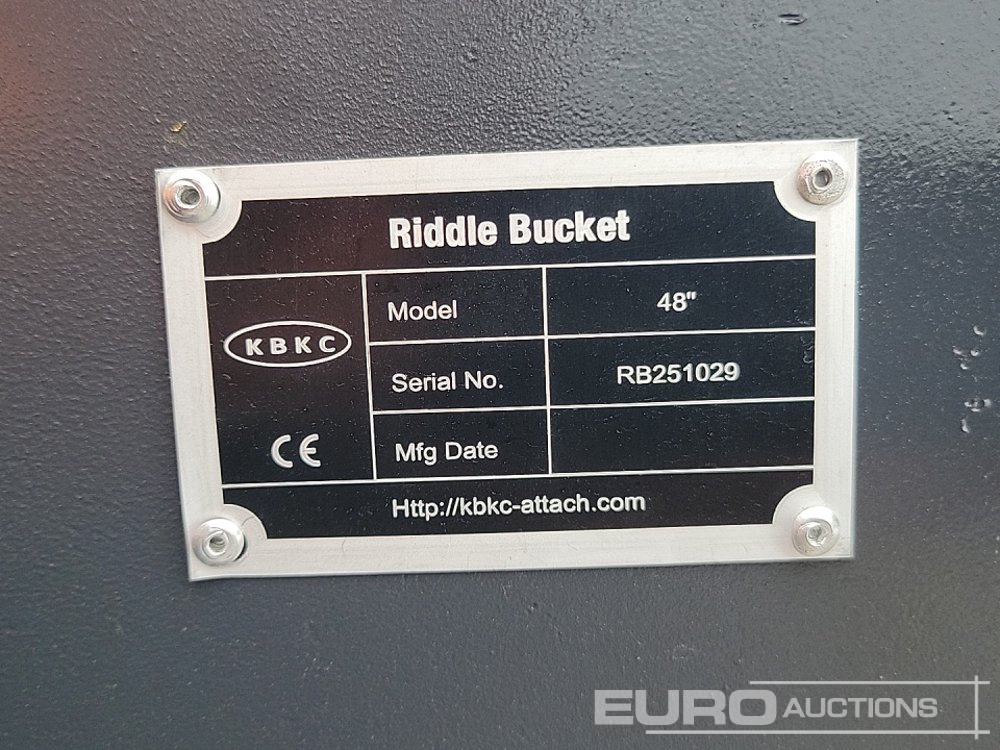 Riddle Bucket
KBKC
CE
Model 48"
Serial No. RB251029
Mfg Date
Http://kbkc-attach.com
EURO AUCTIONS